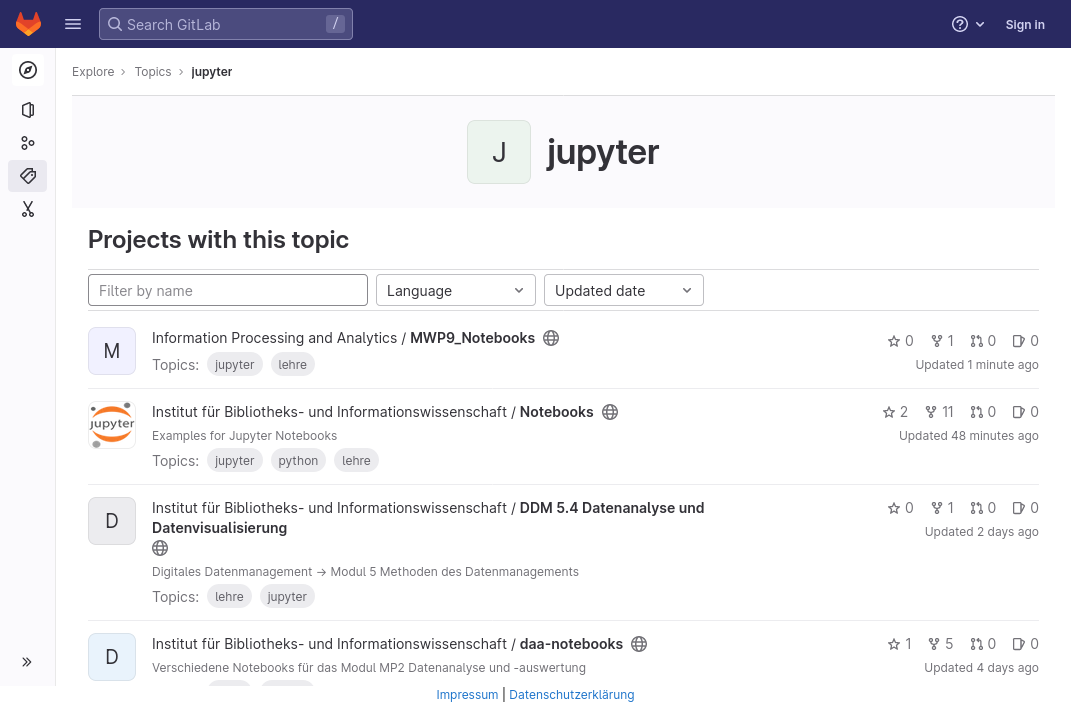 Search GitLab /
Sign in
Explore Topics jupyter
J jupyter
Projects with this topic
Filter by name Language Updated date
M
Information Processing and Analytics / MWP9_Notebooks
0 1 0 0
Topics: jupyter lehre
Updated 1 minute ago
jupyter
Institut für Bibliotheks- und Informationswissenschaft / Notebooks
2 11 0 0
Examples for Jupyter Notebooks
Updated 48 minutes ago
Topics: jupyter python lehre
D
Institut für Bibliotheks- und Informationswissenschaft / DDM 5.4 Datenanalyse und
Datenvisualisierung
0 1 0 0
Updated 2 days ago
Digitales Datenmanagement → Modul 5 Methoden des Datenmanagements
Topics: lehre jupyter
D
Institut für Bibliotheks- und Informationswissenschaft / daa-notebooks
1 5 0 0
Verschiedene Notebooks für das Modul MP2 Datenanalyse und -auswertung
Updated 4 days ago
Impressum | Datenschutzerklärung